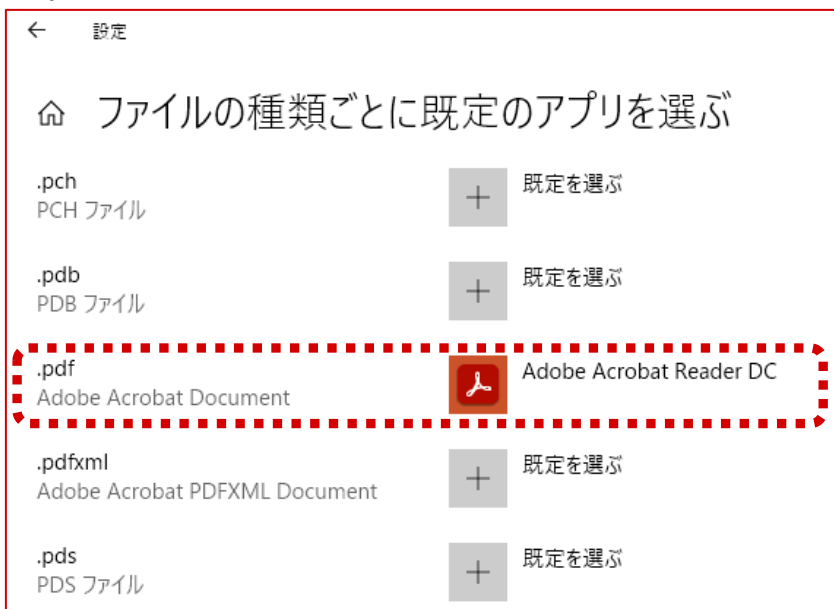 設定
ファイルの種類ごとに既定のアプリを選ぶ
.pch
PCH ファイル
既定を選ぶ
.pdb
PDB ファイル
既定を選ぶ
.pdf
Adobe Acrobat Document
Adobe Acrobat Reader DC
.pdfxml
Adobe Acrobat PDFXML Document
既定を選ぶ
.pds
PDS ファイル
既定を選ぶ